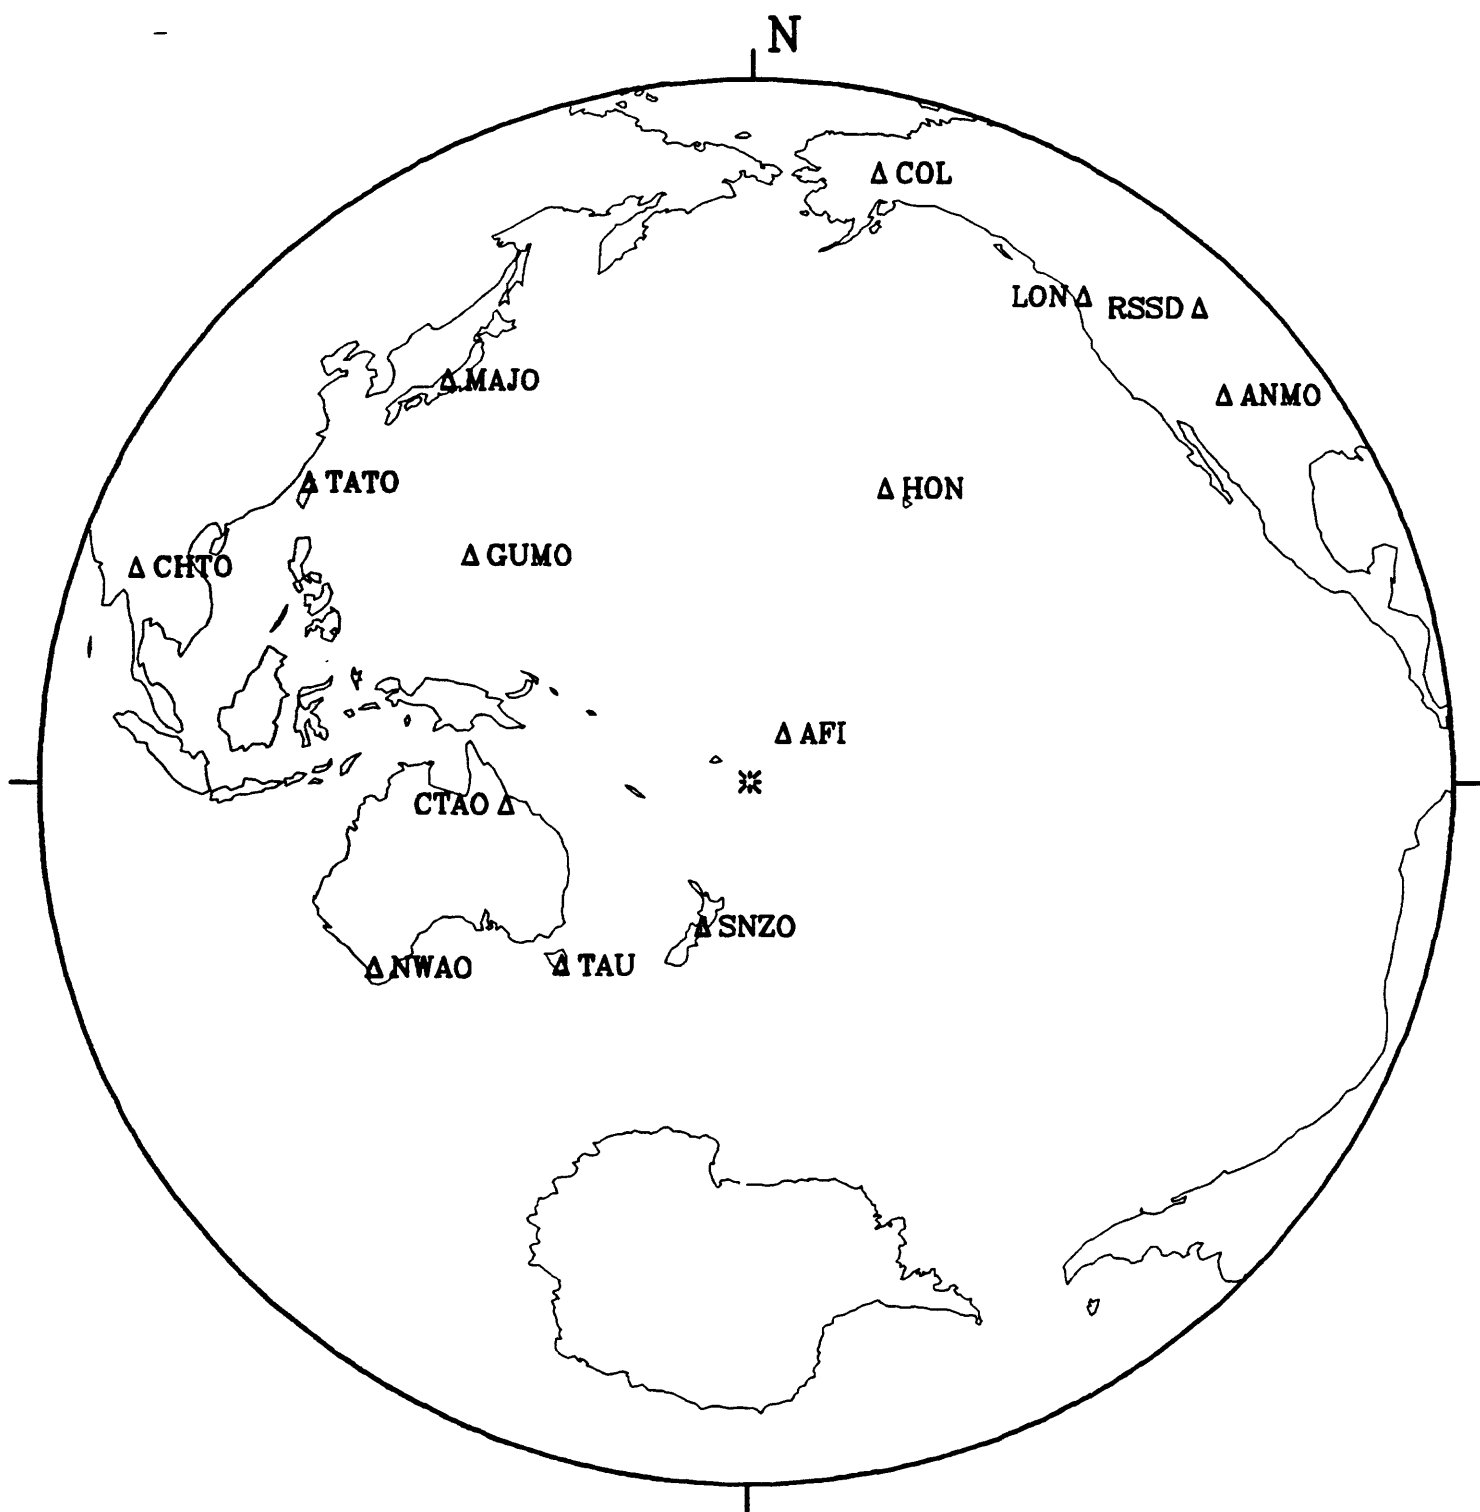 N
COL
LON
RSSD
MAJO
ANMO
TATO
HON
CHTO
GUMO
AFI
CTAO
SNZO
NWAO
TAU